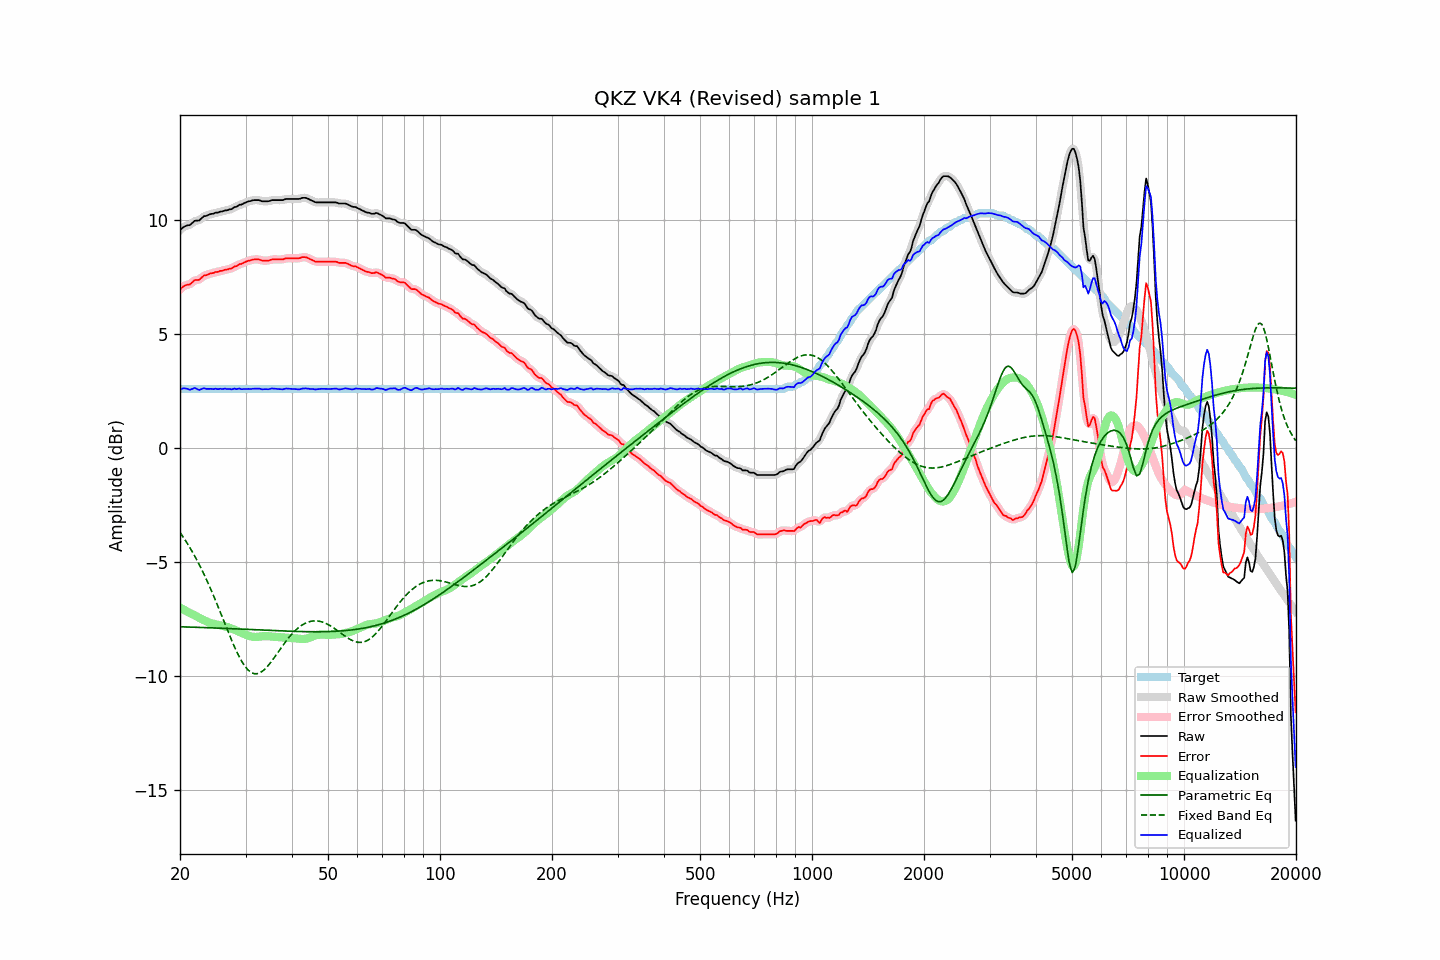 QKZ VK4 (Revised) sample 1
Amplitude (dBr)
10
5
0
−5
−10
−15
Target
Raw Smoothed
Error Smoothed
Raw
Error
Equalization
Parametric Eq
Fixed Band Eq
Equalized
20 50 100 200 500 1000 2000 5000 10000 20000
Frequency (Hz)